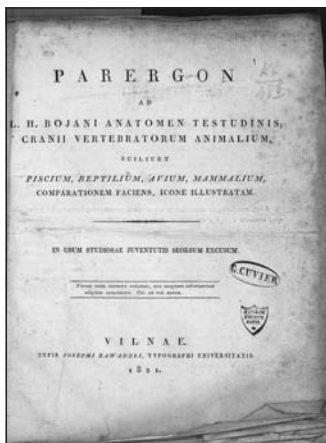 PARERGON
AD
L. H. BOJANI ANATOMEN TESTUDINIS,
CRANII VERTEBRATORUM ANIMALIUM,
SCILICET
PISCIUM, REPTILIUM, AVIUM, MAMMALIUM,
COMPARATIONEM FACIENS, ICONE ILLUSTRATAM.
IN USUM STUDIOSAE JUVENTUTIS SEORSUM EXCUSUM.
G. CUVIER
VILNAE.
TYPIS JOSEPHI ZAWADZKI, TYPOGRAPHI UNIVERSITATIS.
1821.